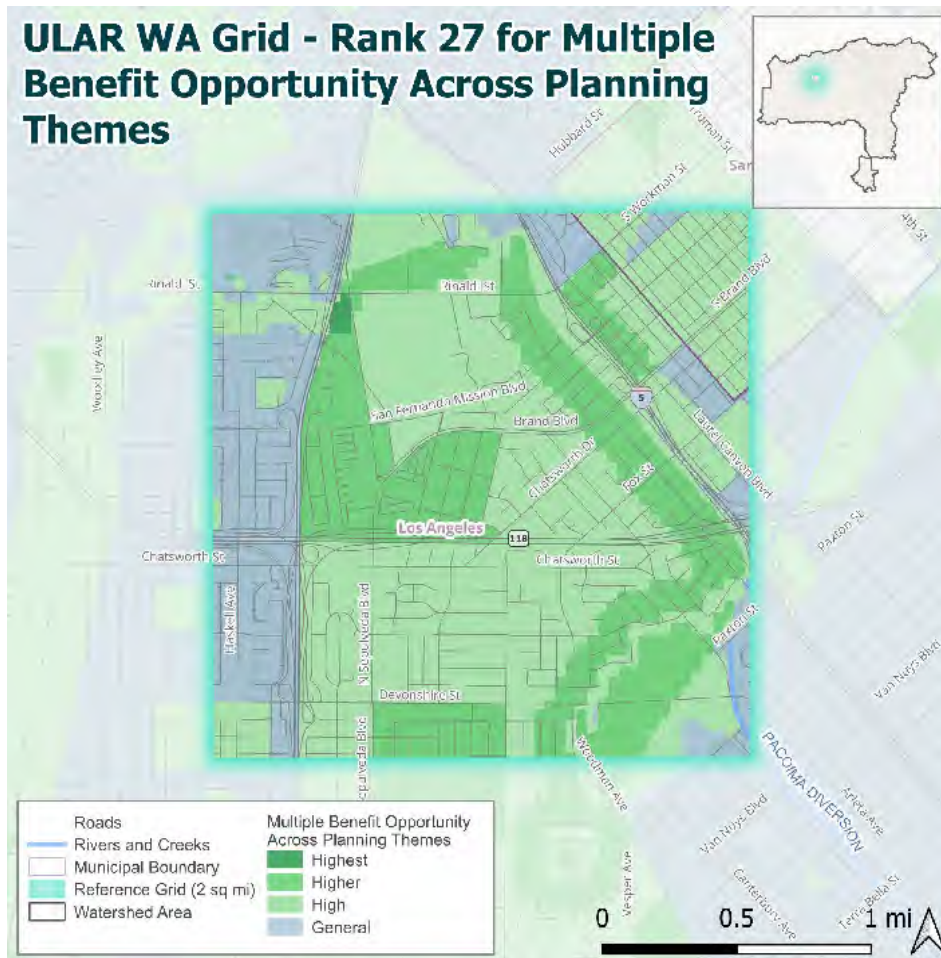 ULAR WA Grid - Rank 27 for Multiple
Benefit Opportunity Across Planning
Themes
Hubbard St
Truman St
San
S Workman St
4th St
S Brand Blvd
Rinaldi St
Rinaldi St
Woodley Ave
5
San Fernando Mission Blvd
Brand Blvd
Laurel Canyon Blvd
Chatsworth Dr
Fox St
Los Angeles
118
Paxton St
Chatsworth St
Chatsworth St
Haskell Ave
N Sepulveda Blvd
Paxton St
Van Nuys Blvd
Devonshire St
Sepulveda Blvd
Woodman Ave
PACOIMA DIVERSION
Arleta Ave
Van Nuys Blvd
Vesper Ave
Canterbury Ave
Terra Bella St
Roads
Rivers and Creeks
Municipal Boundary
Reference Grid (2 sq mi)
Watershed Area
Multiple Benefit Opportunity
Across Planning Themes
Highest
Higher
High
General
0 0.5 1 mi